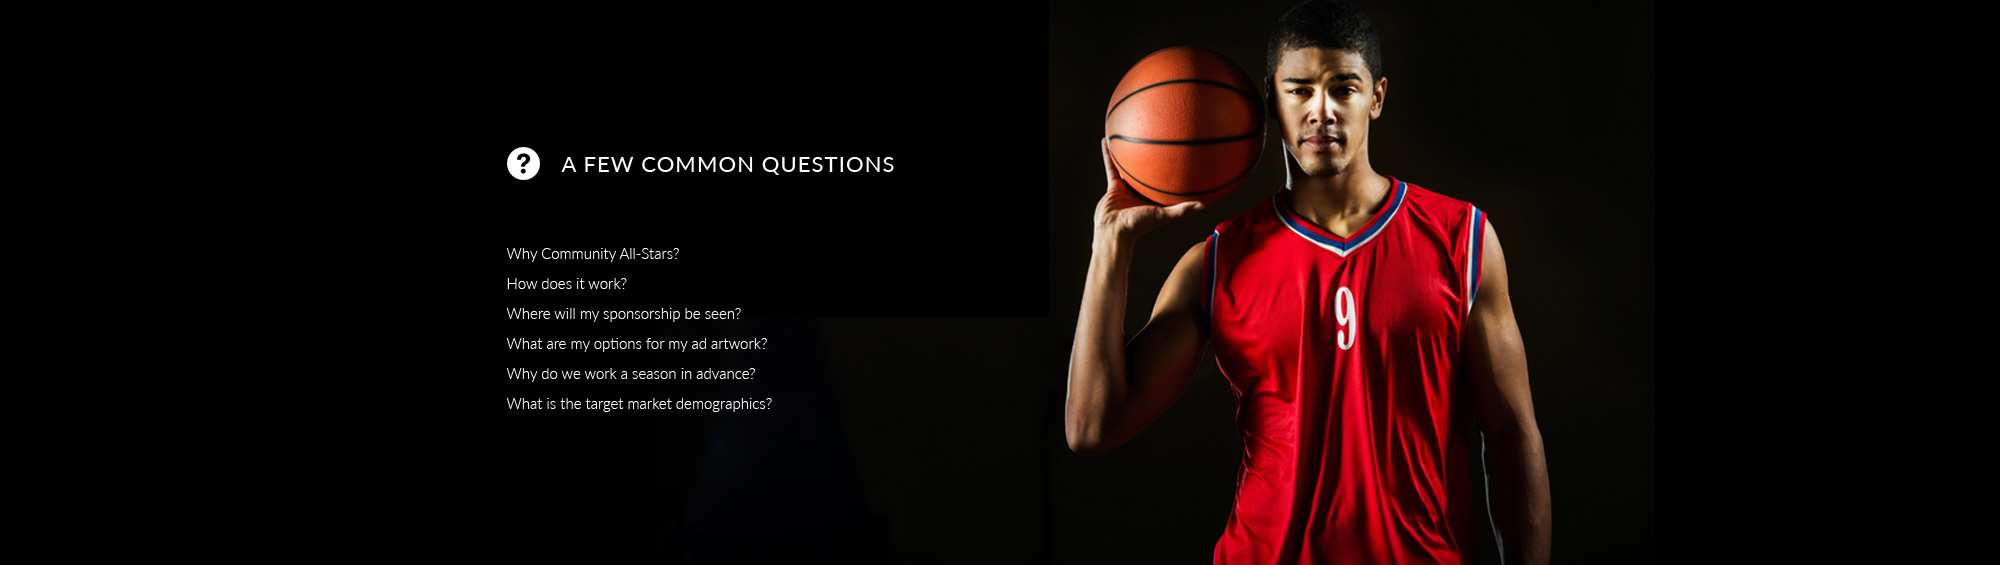 ?
A FEW COMMON QUESTIONS
Why Community All-Stars?
How does it work?
Where will my sponsorship be seen?
What are my options for my ad artwork?
Why do we work a season in advance?
What is the target market demographics?
9